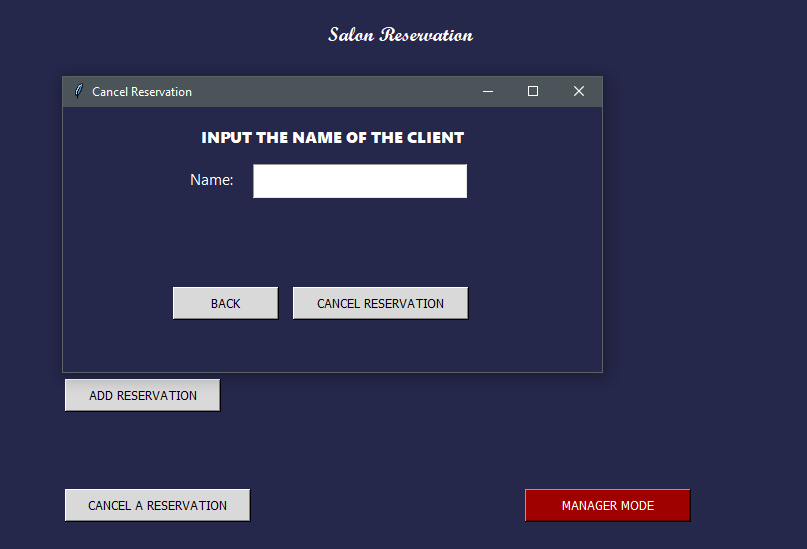 Salon Reservation
Cancel Reservation
INPUT THE NAME OF THE CLIENT
Name:
BACK
CANCEL RESERVATION
ADD RESERVATION
CANCEL A RESERVATION
MANAGER MODE